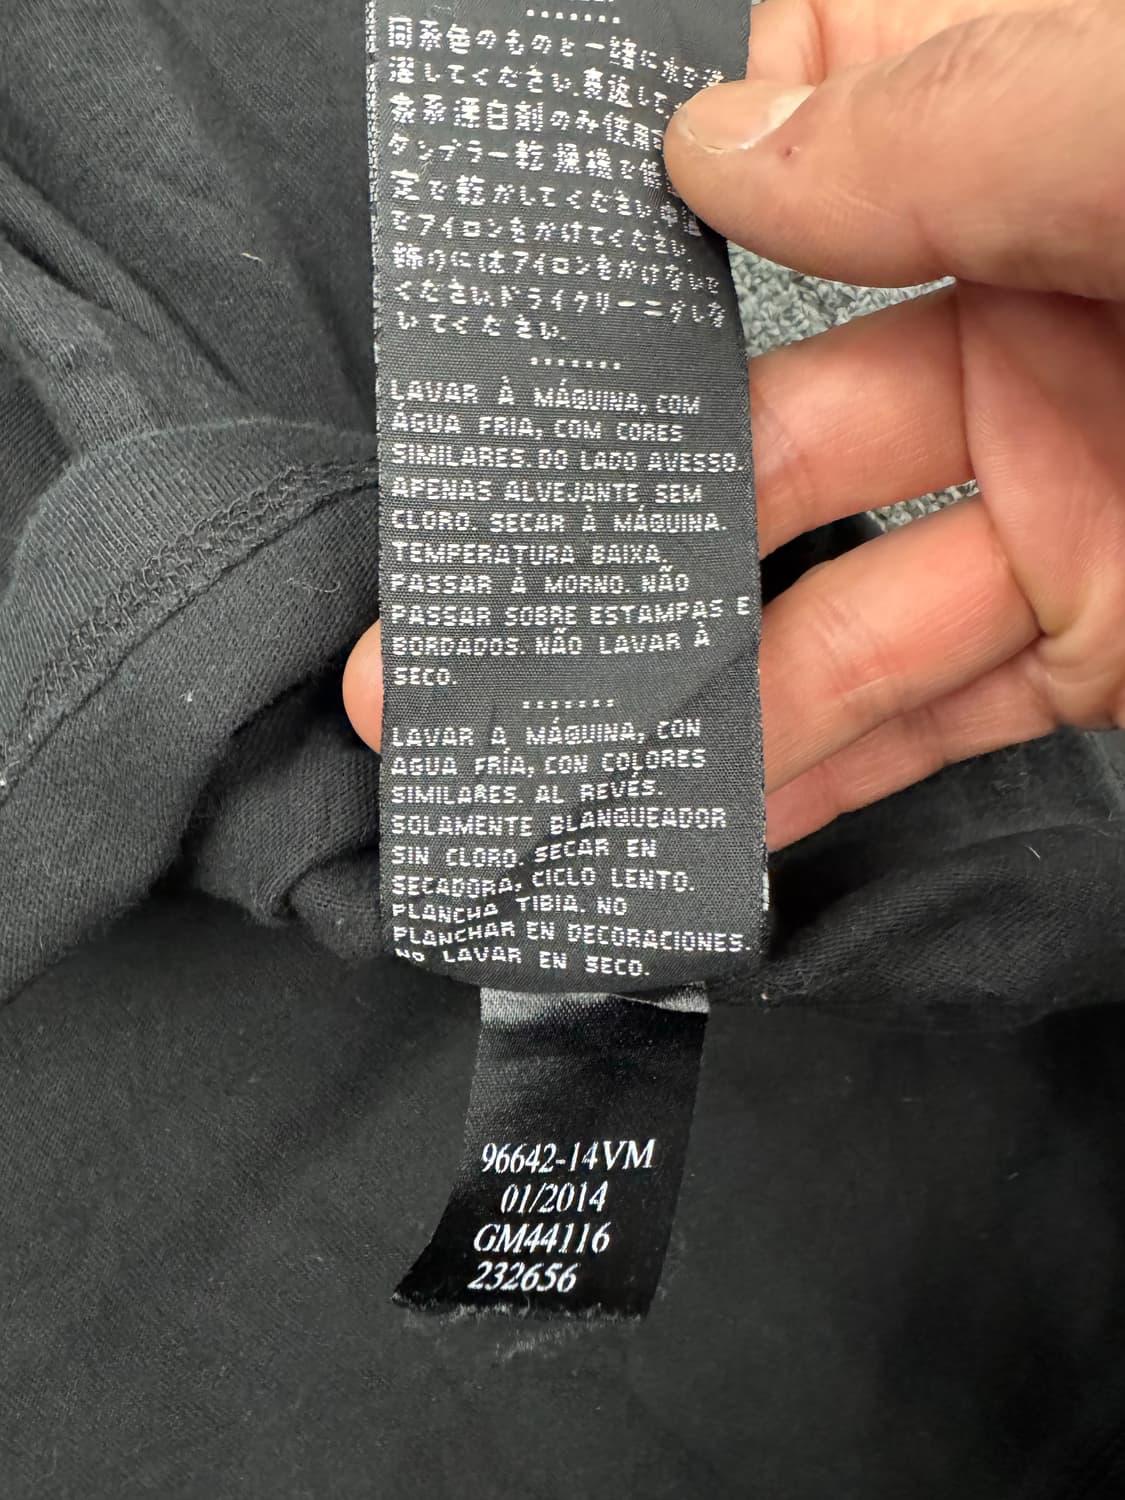 同系色のものと一緒に水で洗
濯してください.裏返して.
素系漂白剤のみ使用
タンブラー乾燥機で低
定で乾かしてください.中温
でアイロンをかけてください
飾りにはアイロンをかけないで
ください.ドライクリーニングしな
いでください.
LAVAR À MÁQUINA, COM
ÁGUA FRIA, COM CORES
SIMILARES. DO LADO AVESSO.
APENAS ALVEJANTE SEM
CLORO. SECAR À MÁQUINA.
TEMPERATURA BAIXA.
PASSAR À MORNO. NÃO
PASSAR SOBRE ESTAMPAS E
BORDADOS. NÃO LAVAR À
SECO.
LAVAR A MÁQUINA, CON
AGUA FRÍA, CON COLORES
SIMILARES. AL REVÉS.
SOLAMENTE BLANQUEADOR
SIN CLORO. SECAR EN
SECADORA, CICLO LENTO.
PLANCHA TIBIA. NO
PLANCHAR EN DECORACIONES.
NO LAVAR EN SECO.
96642-14VM
01/2014
GM44116
232656